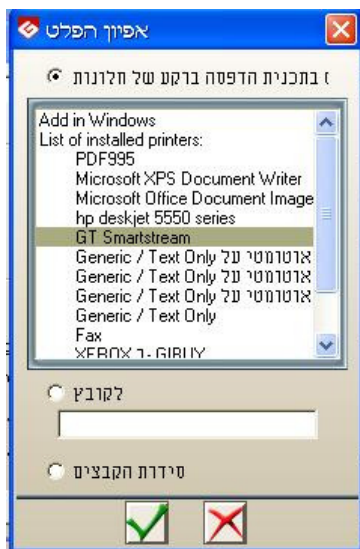 אפיון הפלט
בתכנית הדפסה ברקע של חלונות
Add in Windows
List of installed printers:
PDF995
Microsoft XPS Document Writer
Microsoft Office Document Image
hp deskjet 5550 series
GT Smartstream
Generic / Text Only אוטומטי על
Generic / Text Only אוטומטי על
Generic / Text Only אוטומטי על
Generic / Text Only
Fax
XEROX ב- GIBUY
לקובץ
סידרת הקבצים